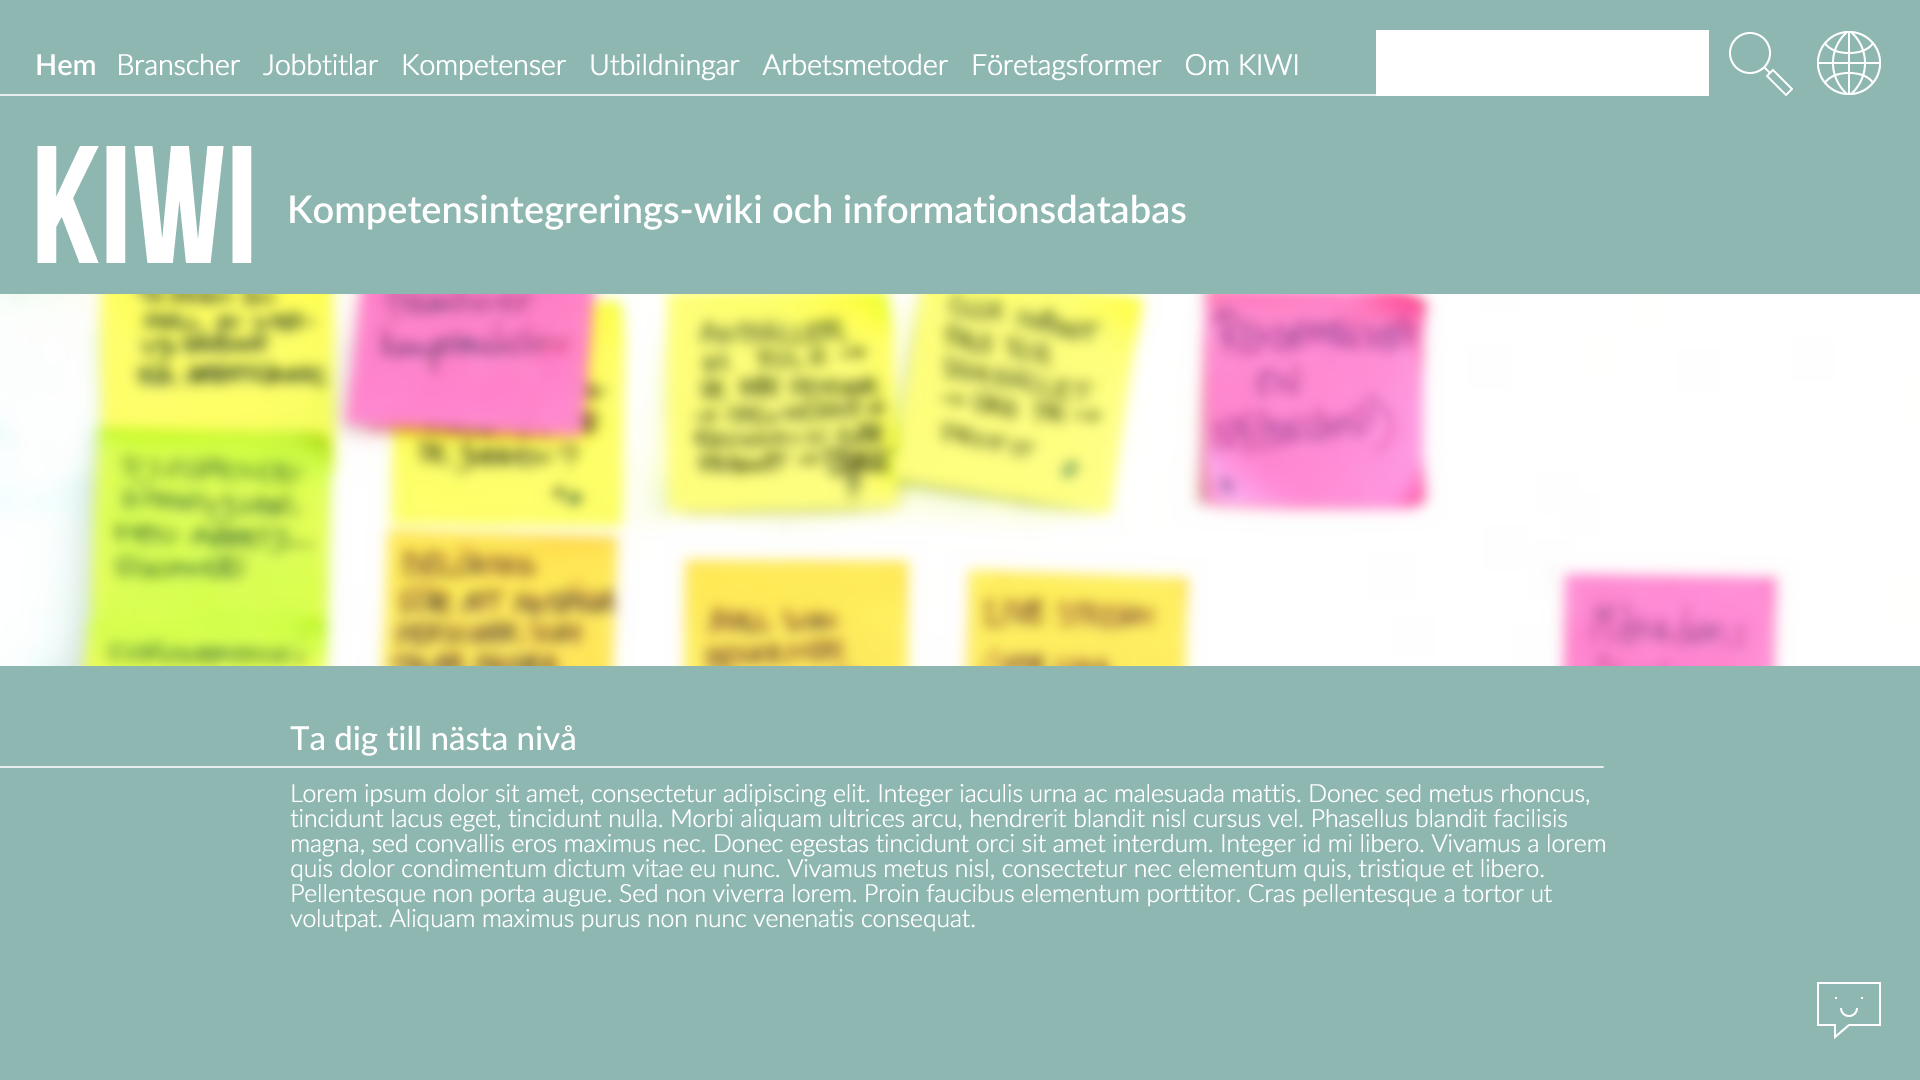 Hem Branscher Jobbtitlar Kompetenser Utbildningar Arbetsmetoder Företagsformer Om KIWI
KIWI
Kompetensintegrerings-wiki och informationsdatabas
LIVE STREAM
Ta dig till nästa nivå
Lorem ipsum dolor sit amet, consectetur adipiscing elit. Integer iaculis urna ac malesuada mattis. Donec sed metus rhoncus,
tincidunt lacus eget, tincidunt nulla. Morbi aliquam ultrices arcu, hendrerit blandit nisl cursus vel. Phasellus blandit facilisis
magna, sed convallis eros maximus nec. Donec egestas tincidunt orci sit amet interdum. Integer id mi libero. Vivamus a lorem
quis dolor condimentum dictum vitae eu nunc. Vivamus metus nisl, consectetur nec elementum quis, tristique et libero.
Pellentesque non porta augue. Sed non viverra lorem. Proin faucibus elementum porttitor. Cras pellentesque a tortor ut
volutpat. Aliquam maximus purus non nunc venenatis consequat.